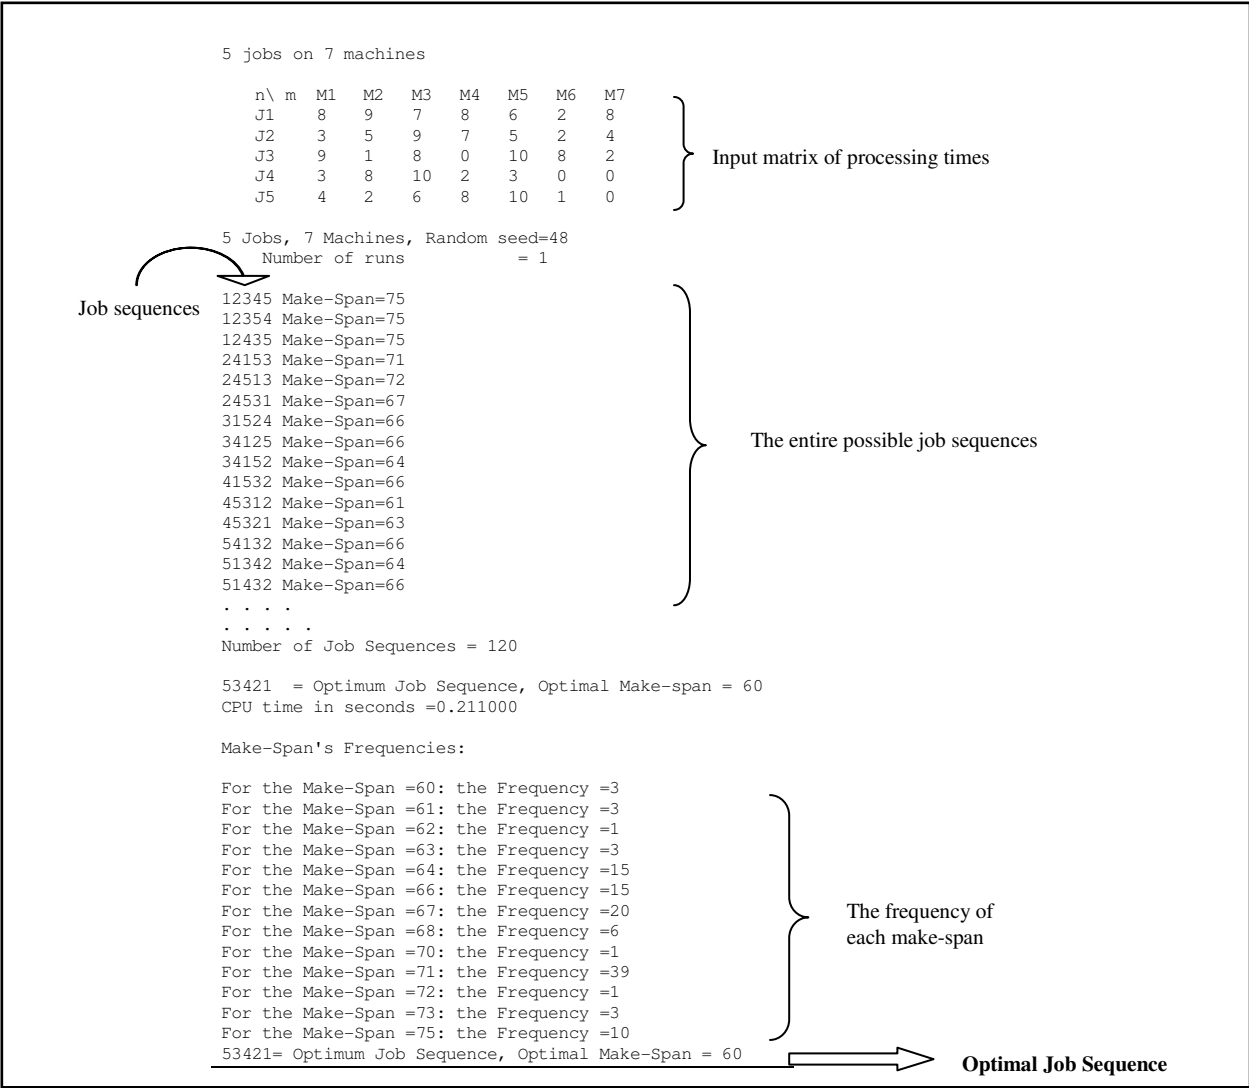 5 jobs on 7 machines
n\ m M1 M2 M3 M4 M5 M6 M7
J1 8 9 7 8 6 2 8
J2 3 5 9 7 5 2 4
J3 9 1 8 0 10 8 2
J4 3 8 10 2 3 0 0
J5 4 2 6 8 10 1 0
Input matrix of processing times
5 Jobs, 7 Machines, Random seed=48
Number of runs = 1
Job sequences
12345 Make-Span=75
12354 Make-Span=75
12435 Make-Span=75
24153 Make-Span=71
24513 Make-Span=72
24531 Make-Span=67
31524 Make-Span=66
34125 Make-Span=66
34152 Make-Span=64
41532 Make-Span=66
45312 Make-Span=61
45321 Make-Span=63
54132 Make-Span=66
51342 Make-Span=64
51432 Make-Span=66
. . . .
. . . . .
The entire possible job sequences
Number of Job Sequences = 120
53421 = Optimum Job Sequence, Optimal Make-span = 60
CPU time in seconds =0.211000
Make-Span's Frequencies:
For the Make-Span =60: the Frequency =3
For the Make-Span =61: the Frequency =3
For the Make-Span =62: the Frequency =1
For the Make-Span =63: the Frequency =3
For the Make-Span =64: the Frequency =15
For the Make-Span =66: the Frequency =15
For the Make-Span =67: the Frequency =20
For the Make-Span =68: the Frequency =6
For the Make-Span =70: the Frequency =1
For the Make-Span =71: the Frequency =39
For the Make-Span =72: the Frequency =1
For the Make-Span =73: the Frequency =3
For the Make-Span =75: the Frequency =10
The frequency of
each make-span
53421= Optimum Job Sequence, Optimal Make-Span = 60
Optimal Job Sequence